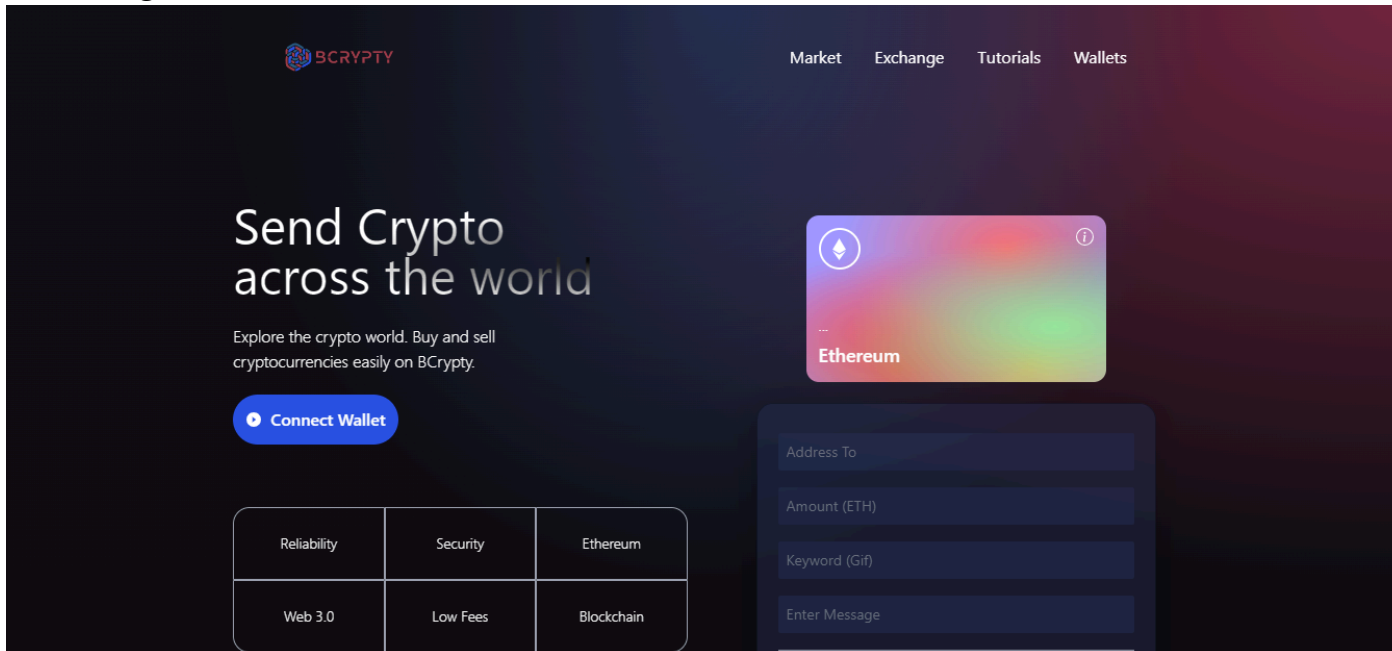 BCRYPTY
Market Exchange Tutorials Wallets
Send Crypto
across the world
Explore the crypto world. Buy and sell
cryptocurrencies easily on BCrypty.
Connect Wallet
Reliability Security Ethereum
Web 3.0 Low Fees Blockchain
...
Ethereum
Address To
Amount (ETH)
Keyword (Gif)
Enter Message